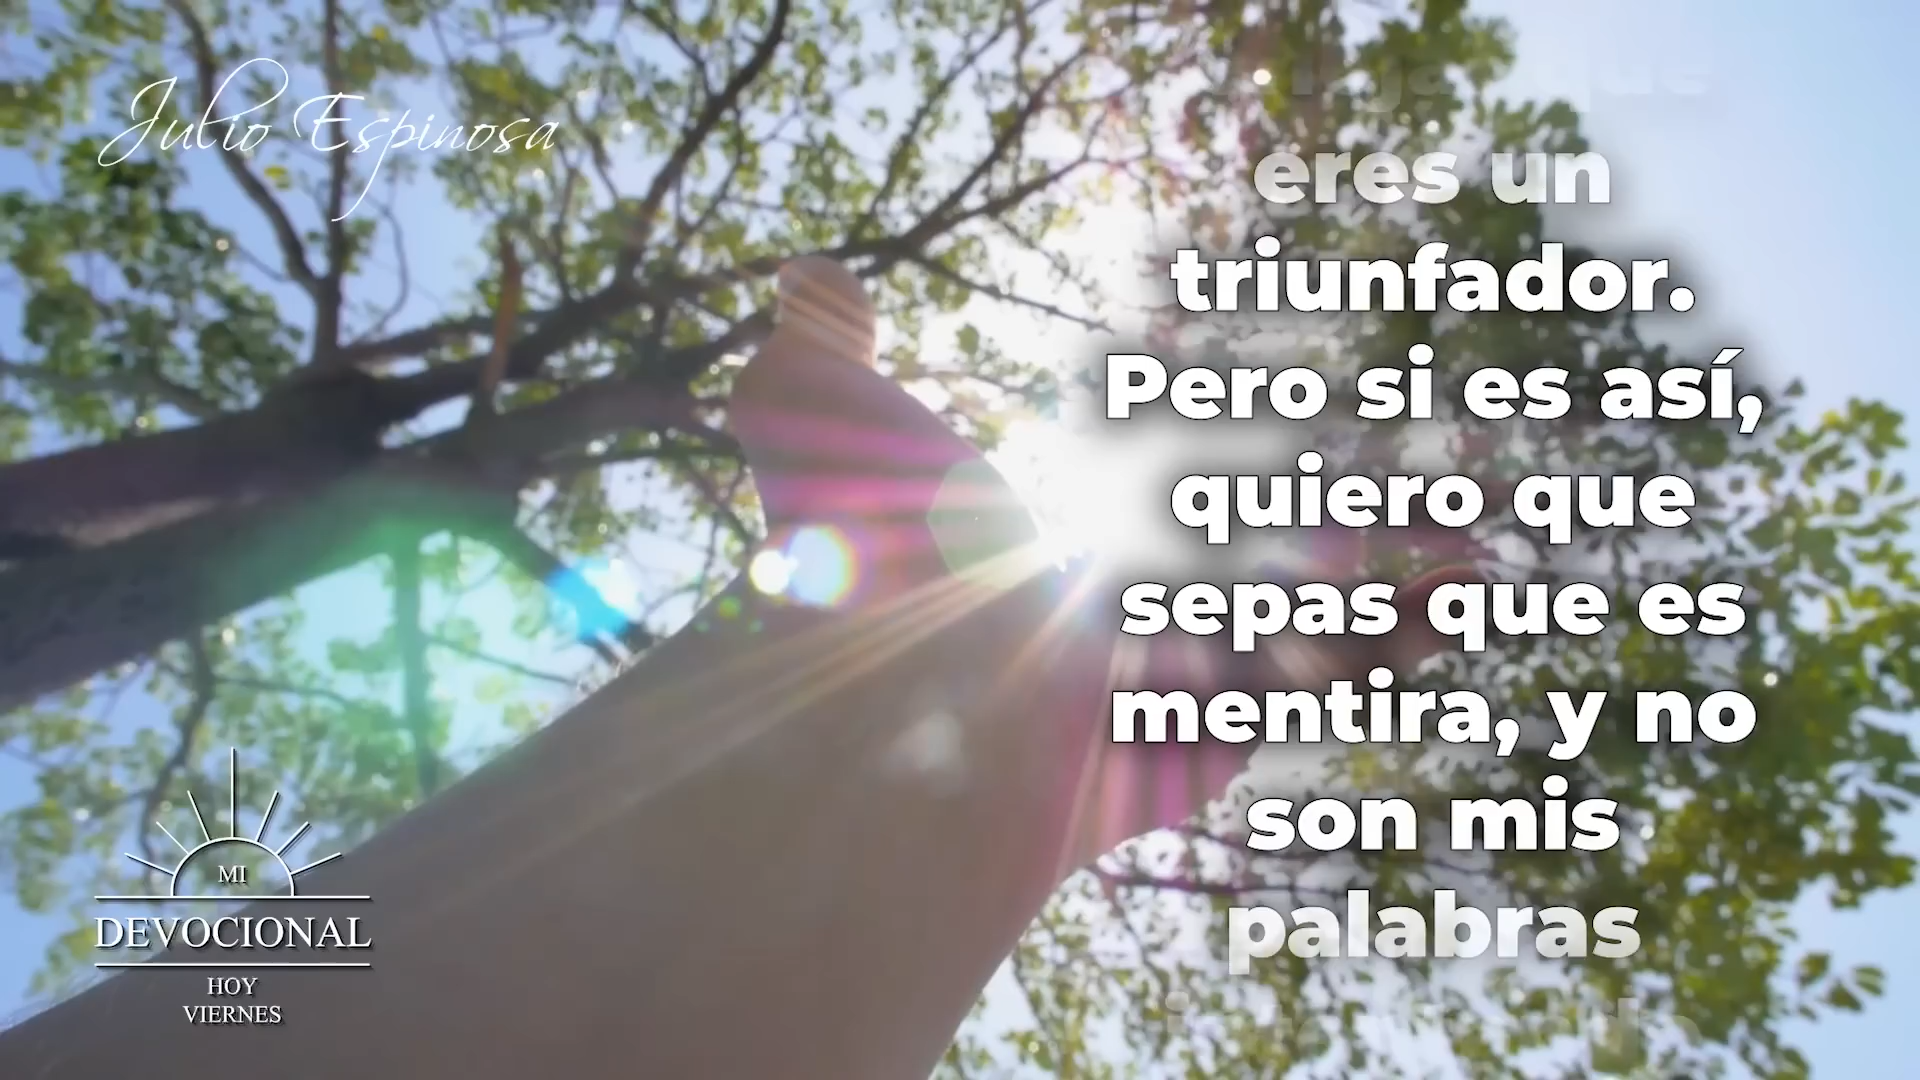 Julio Espinosa
eres un
triunfador.
Pero si es así,
quiero que
sepas que es
mentira, y no
son mis
palabras
MI
DEVOCIONAL
HOY
VIERNES